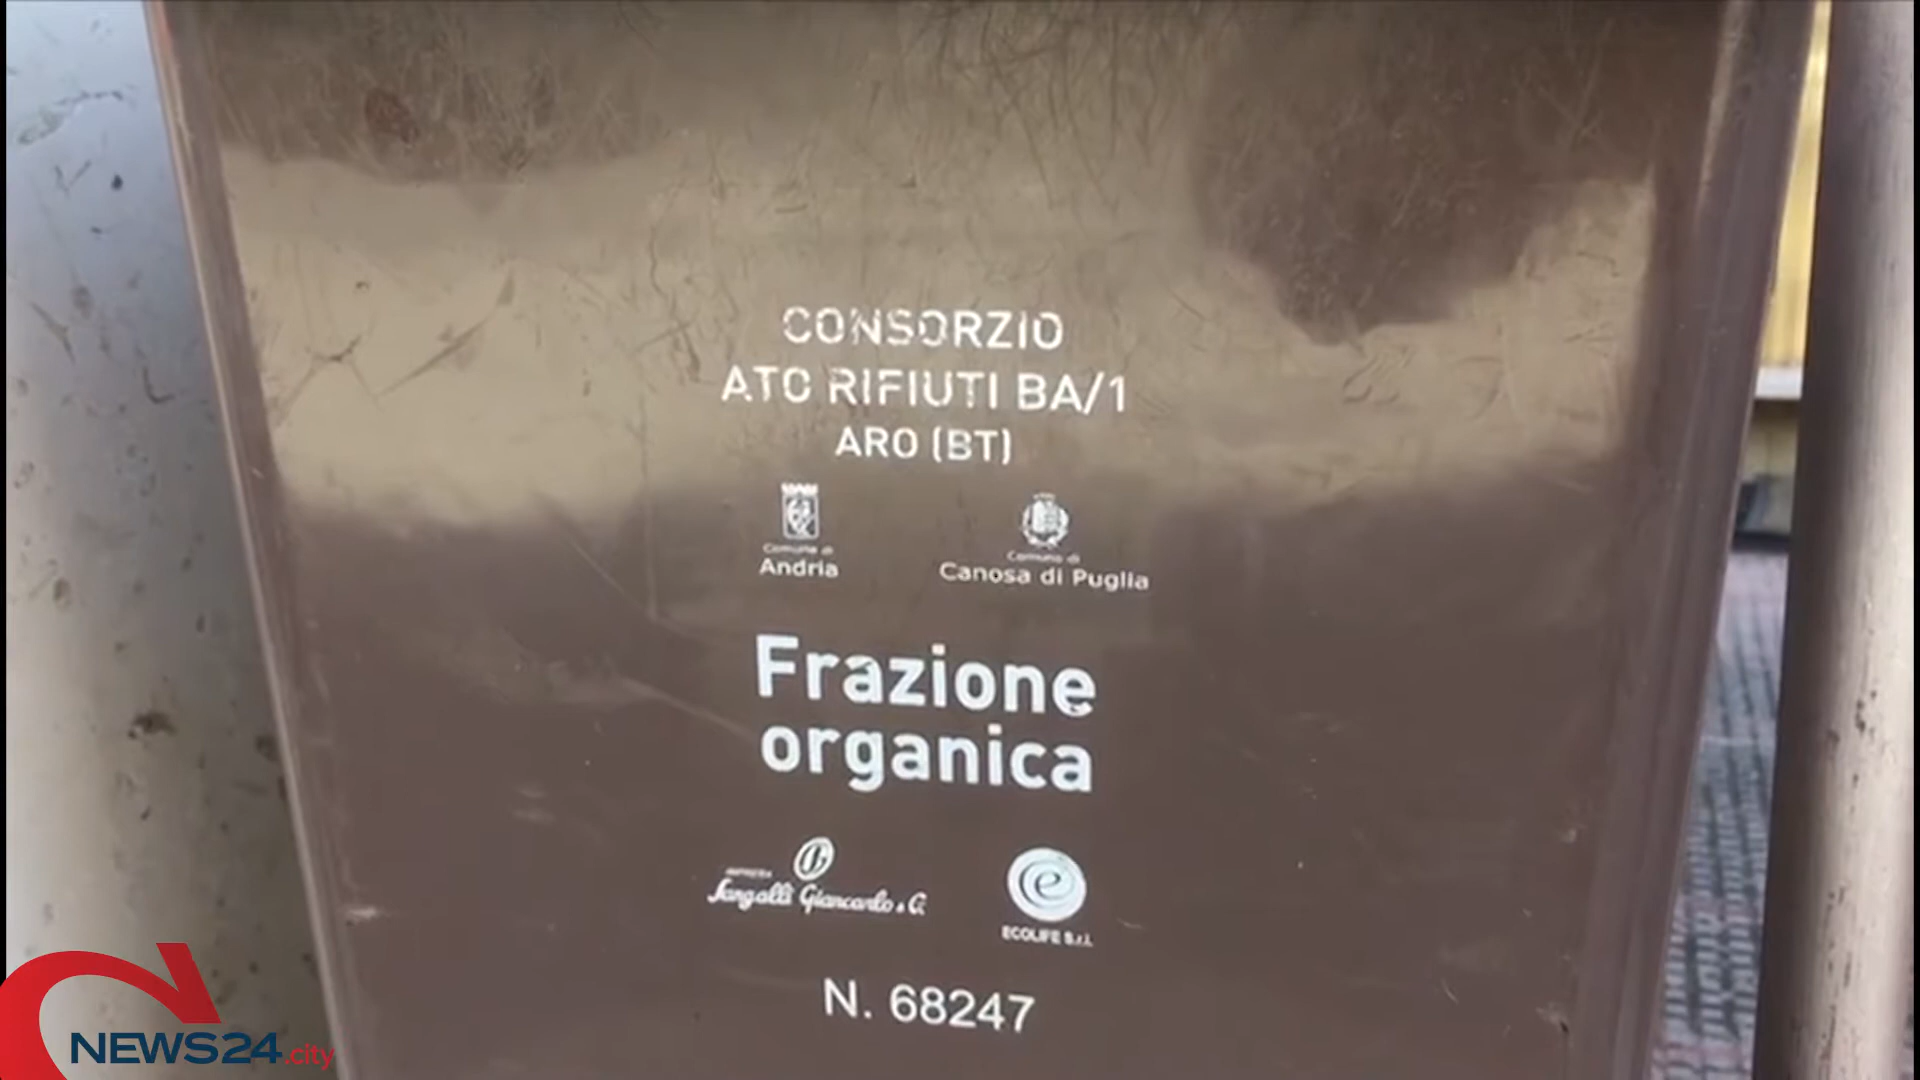 CONSORZIO
ATO RIFIUTI BA/1
ARO (BT)
Comune di
Andria
Comune di
Canosa di Puglia
Frazione
organica
IMPRESA
Sangalli Giancarlo & C.
ECOLIFE S.r.l.
N. 68247
NEWS24.city